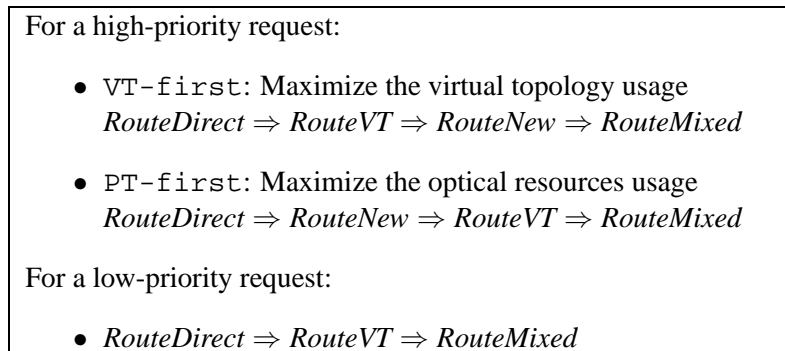 For a high-priority request:
• VT-first: Maximize the virtual topology usage
RouteDirect ⇒ RouteVT ⇒ RouteNew ⇒ RouteMixed
• PT-first: Maximize the optical resources usage
RouteDirect ⇒ RouteNew ⇒ RouteVT ⇒ RouteMixed
For a low-priority request:
• RouteDirect ⇒ RouteVT ⇒ RouteMixed